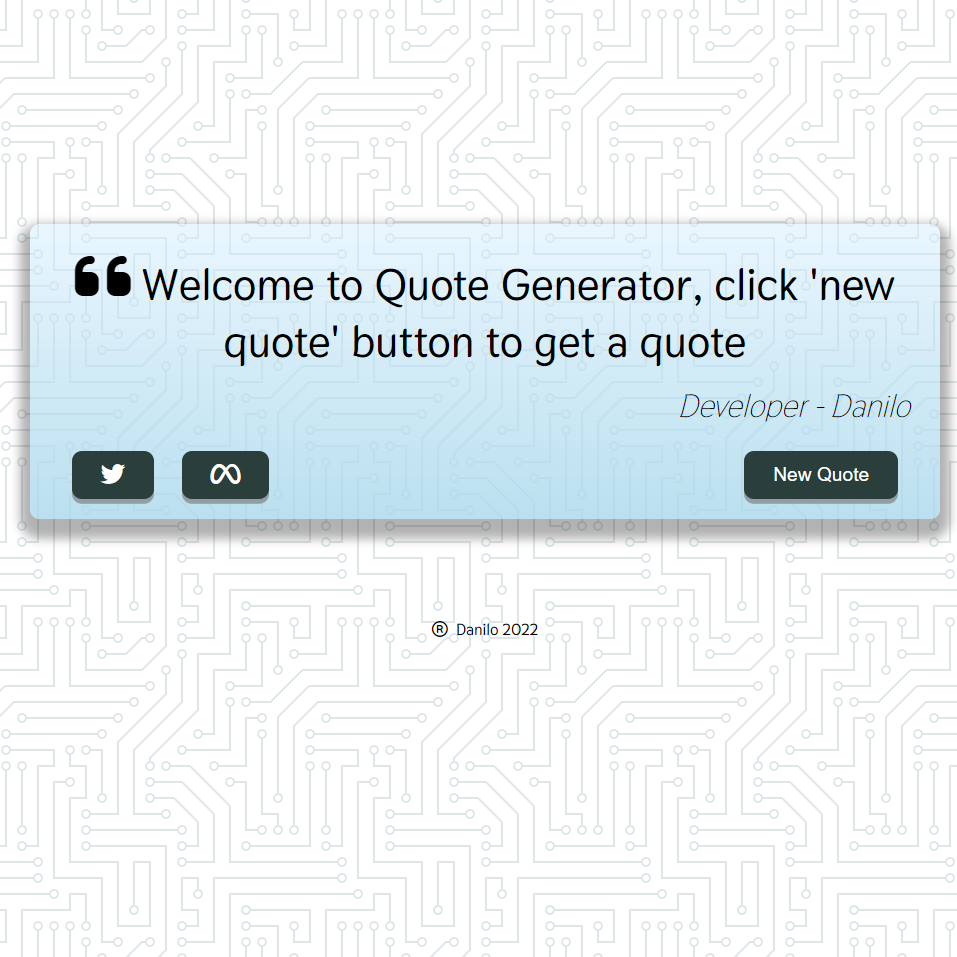 Welcome to Quote Generator, click 'new
quote' button to get a quote
Developer - Danilo
New Quote
® Danilo 2022